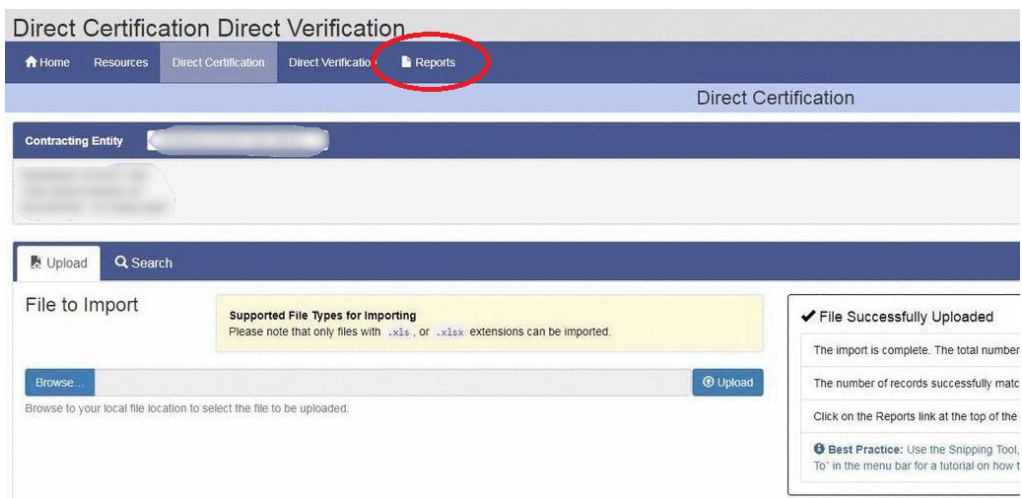 Direct Certification Direct Verification
Home Resources Direct Certification Direct Verification Reports
Direct Certification
Contracting Entity
Upload Search
File to Import
Supported File Types for Importing
Please note that only files with .xls, or .xlsx extensions can be imported.
Browse... Upload
Browse to your local file location to select the file to be uploaded.
File Successfully Uploaded
The import is complete. The total number
The number of records successfully matc
Click on the Reports link at the top of the
Best Practice: Use the Snipping Tool,
To" in the menu bar for a tutorial on how t